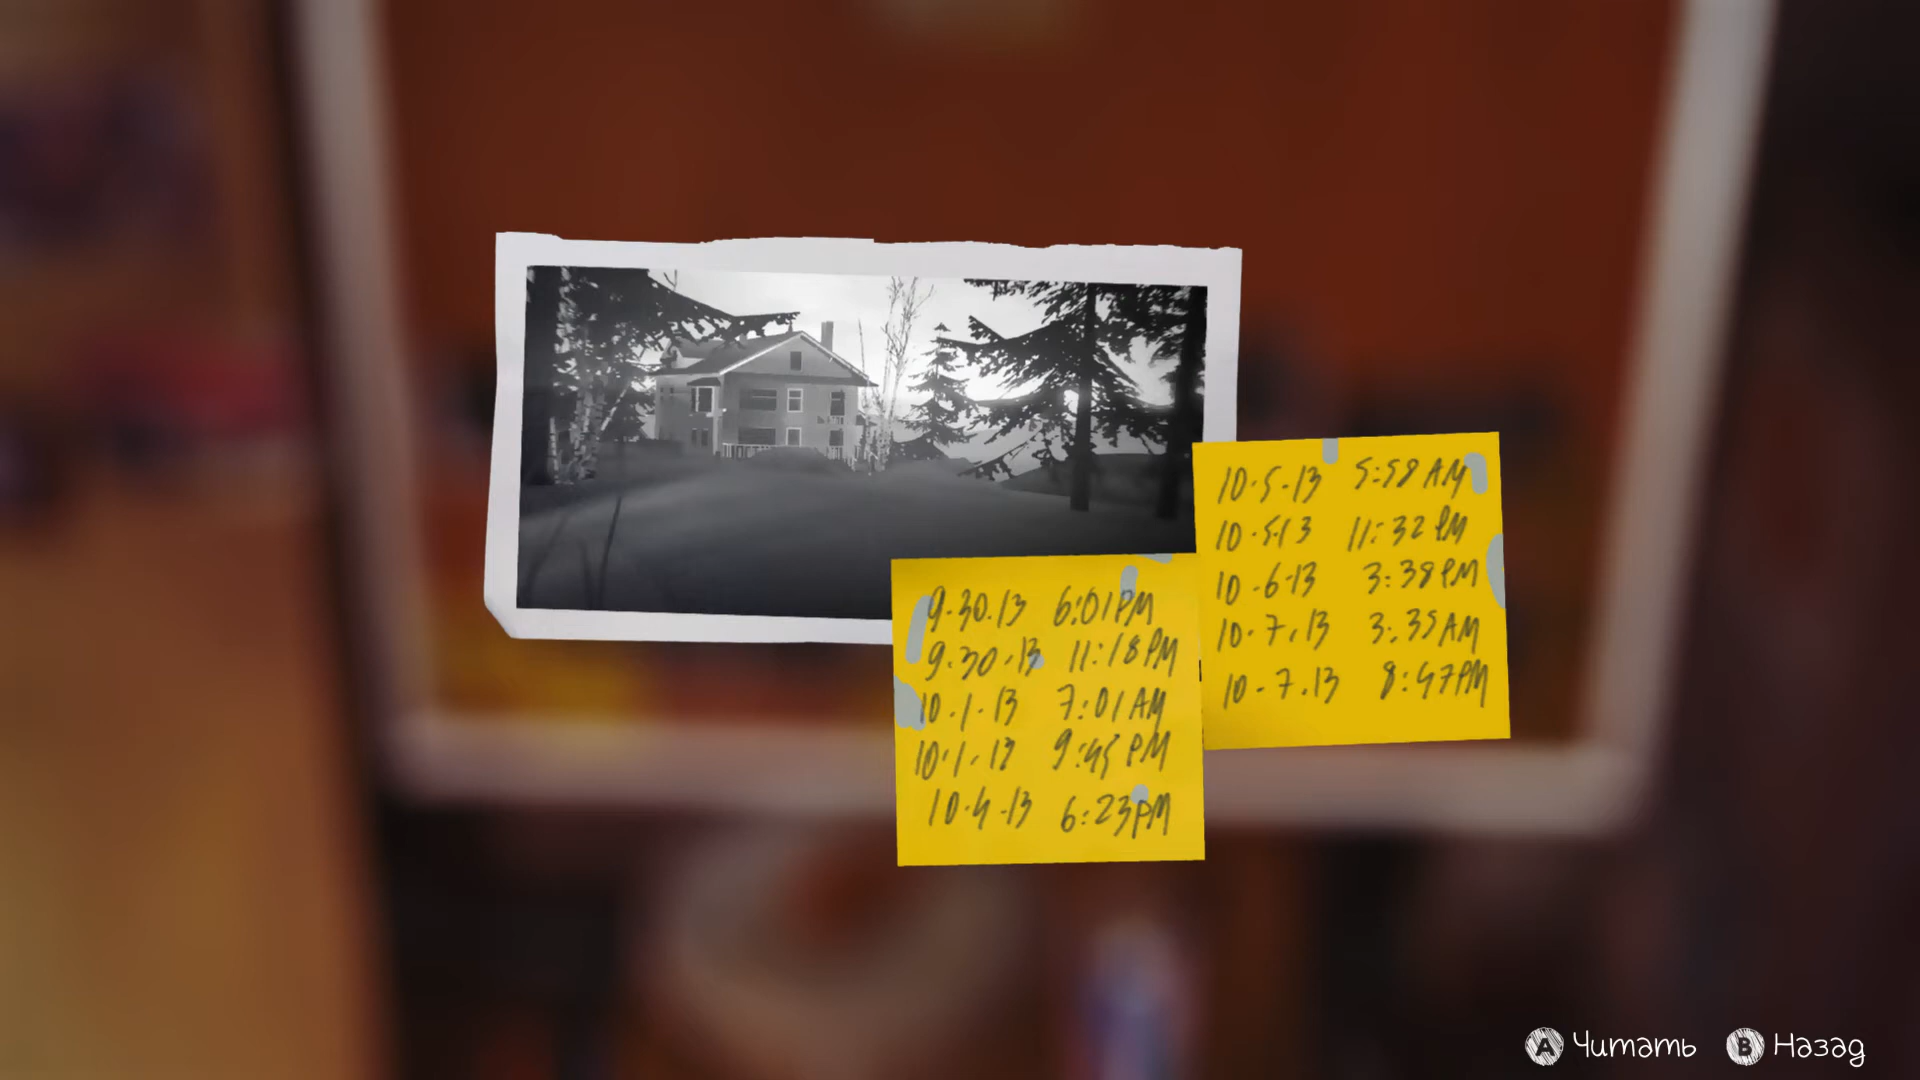 9.30.13 6:01PM
9.30.13 11:18PM
10.1.13 7:01AM
10.1.13 9:45PM
10.4.13 6:23PM
10.5.13 5:58AM
10.5.13 11:32PM
10.6.13 3:38PM
10.7.13 3:35AM
10.7.13 8:47PM
A Читать B Назад